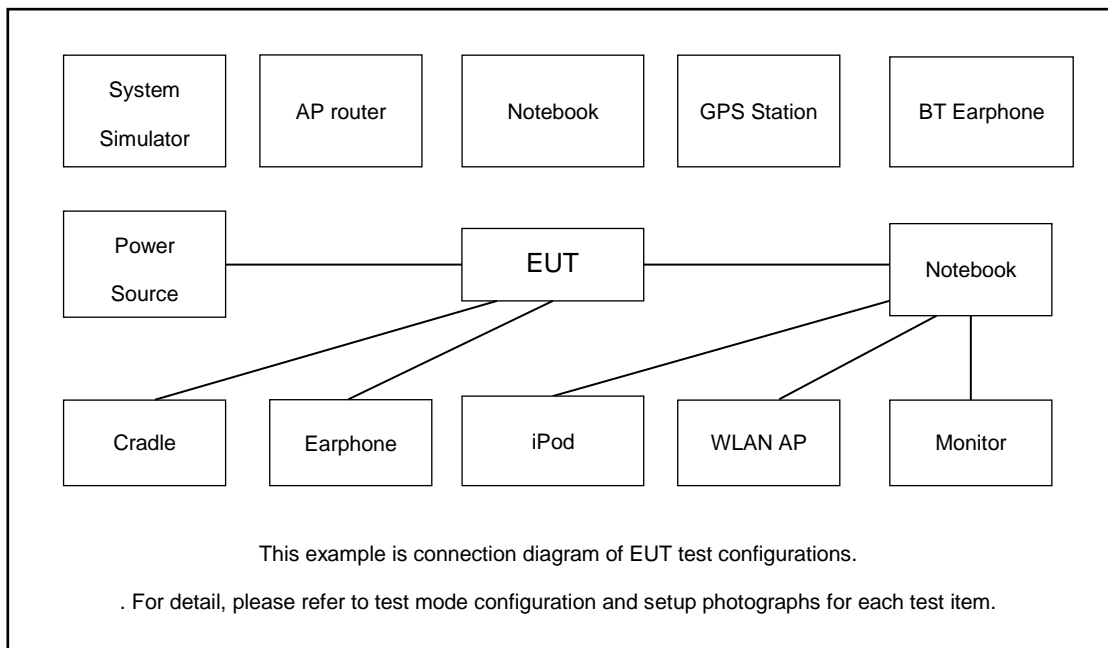 System
Simulator
AP router
Notebook
GPS Station
BT Earphone
Power
Source
EUT
Notebook
Cradle
Earphone
iPod
WLAN AP
Monitor
This example is connection diagram of EUT test configurations.
. For detail, please refer to test mode configuration and setup photographs for each test item.